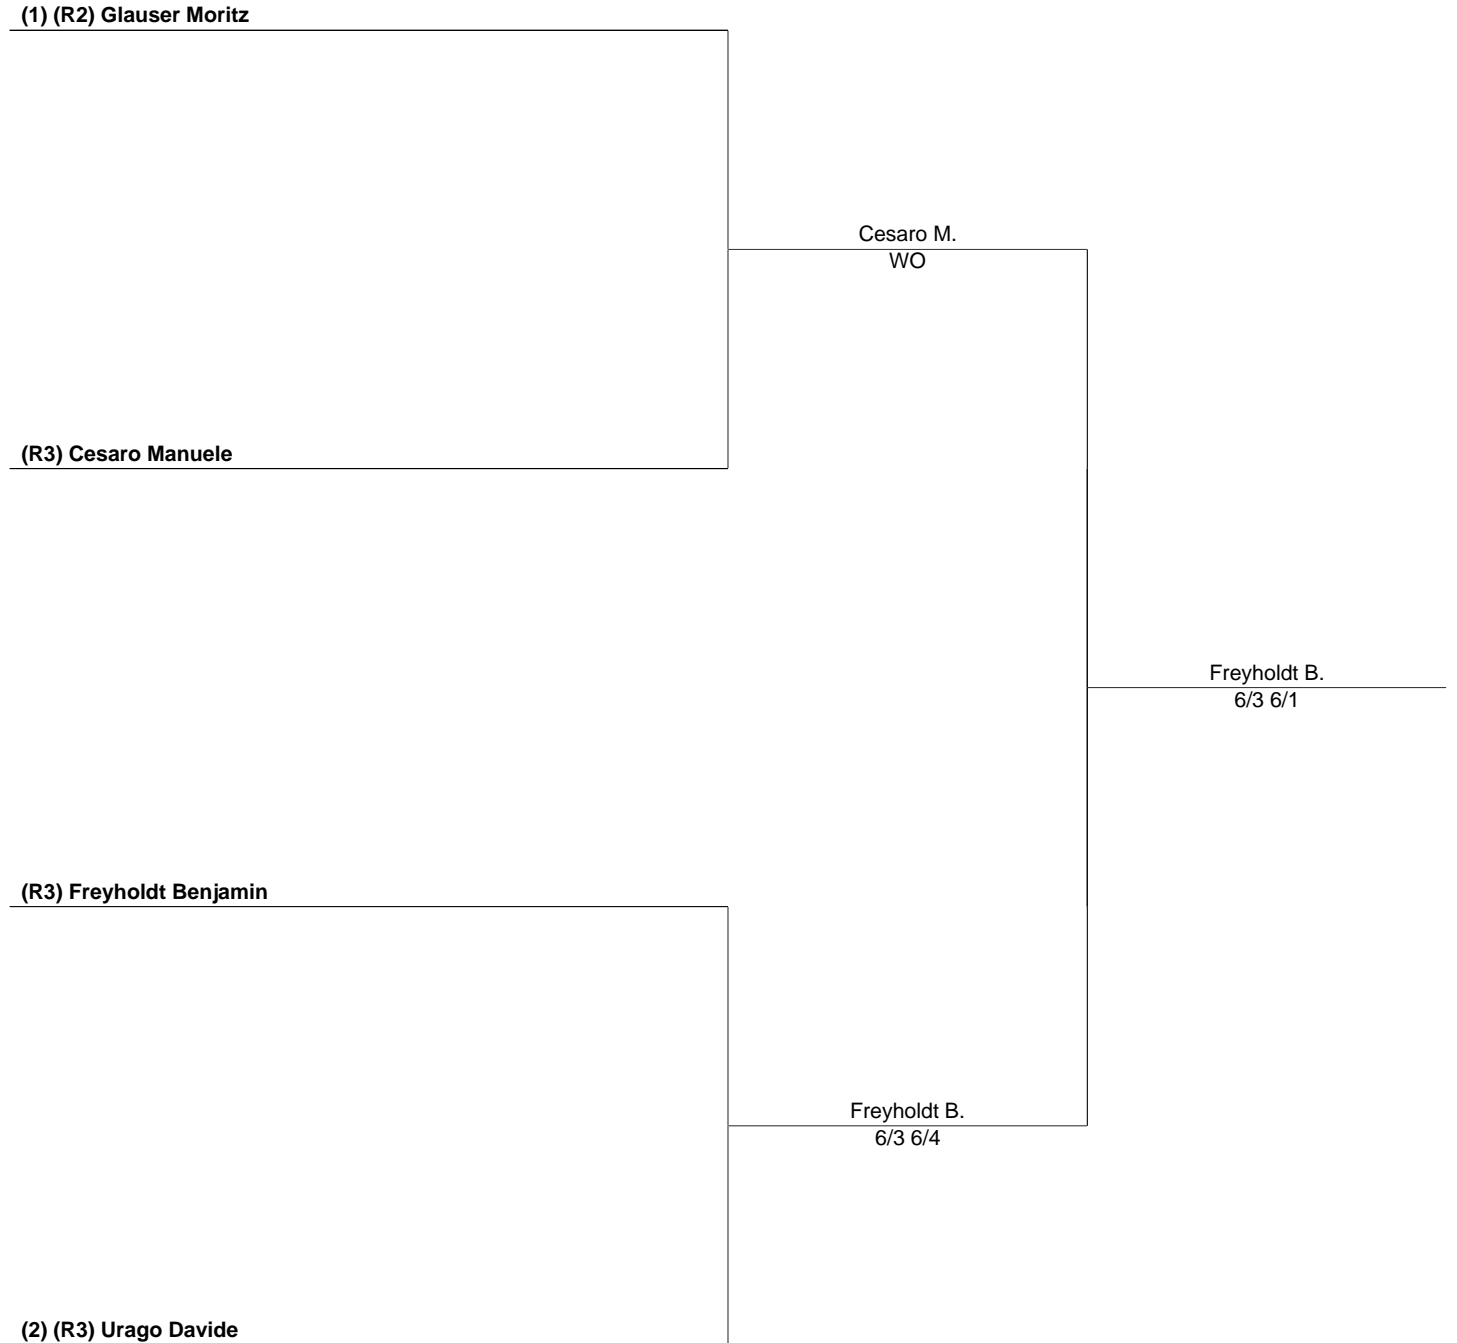 (1) (R2) Glauser Moritz
Cesaro M.
WO
(R3) Cesaro Manuele
Freyholdt B.
6/3 6/1
(R3) Freyholdt Benjamin
Freyholdt B.
6/3 6/4
(2) (R3) Urago Davide